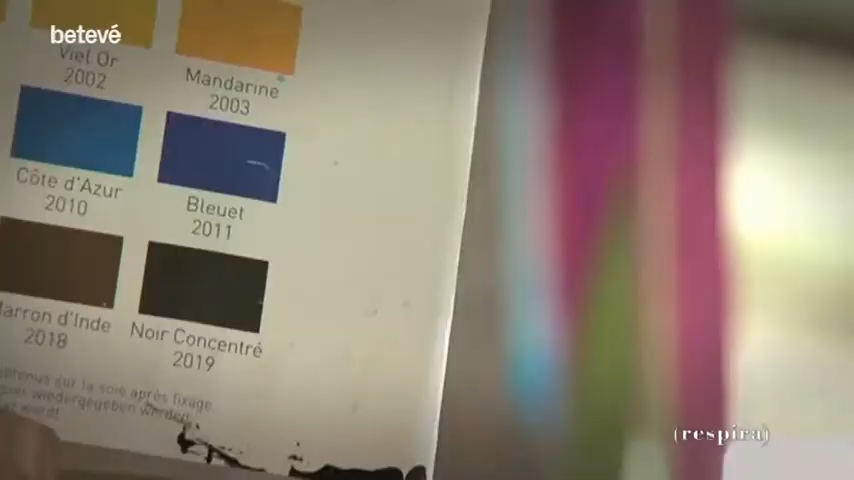 betevé
Viel Or
2002
Mandarine
2003
Côte d'Azur
2010
Bleuet
2011
Marron d'Inde
2018
Noir Concentré
2019
obtenus sur la soie après fixage
wiedergegeben werden
(respira)